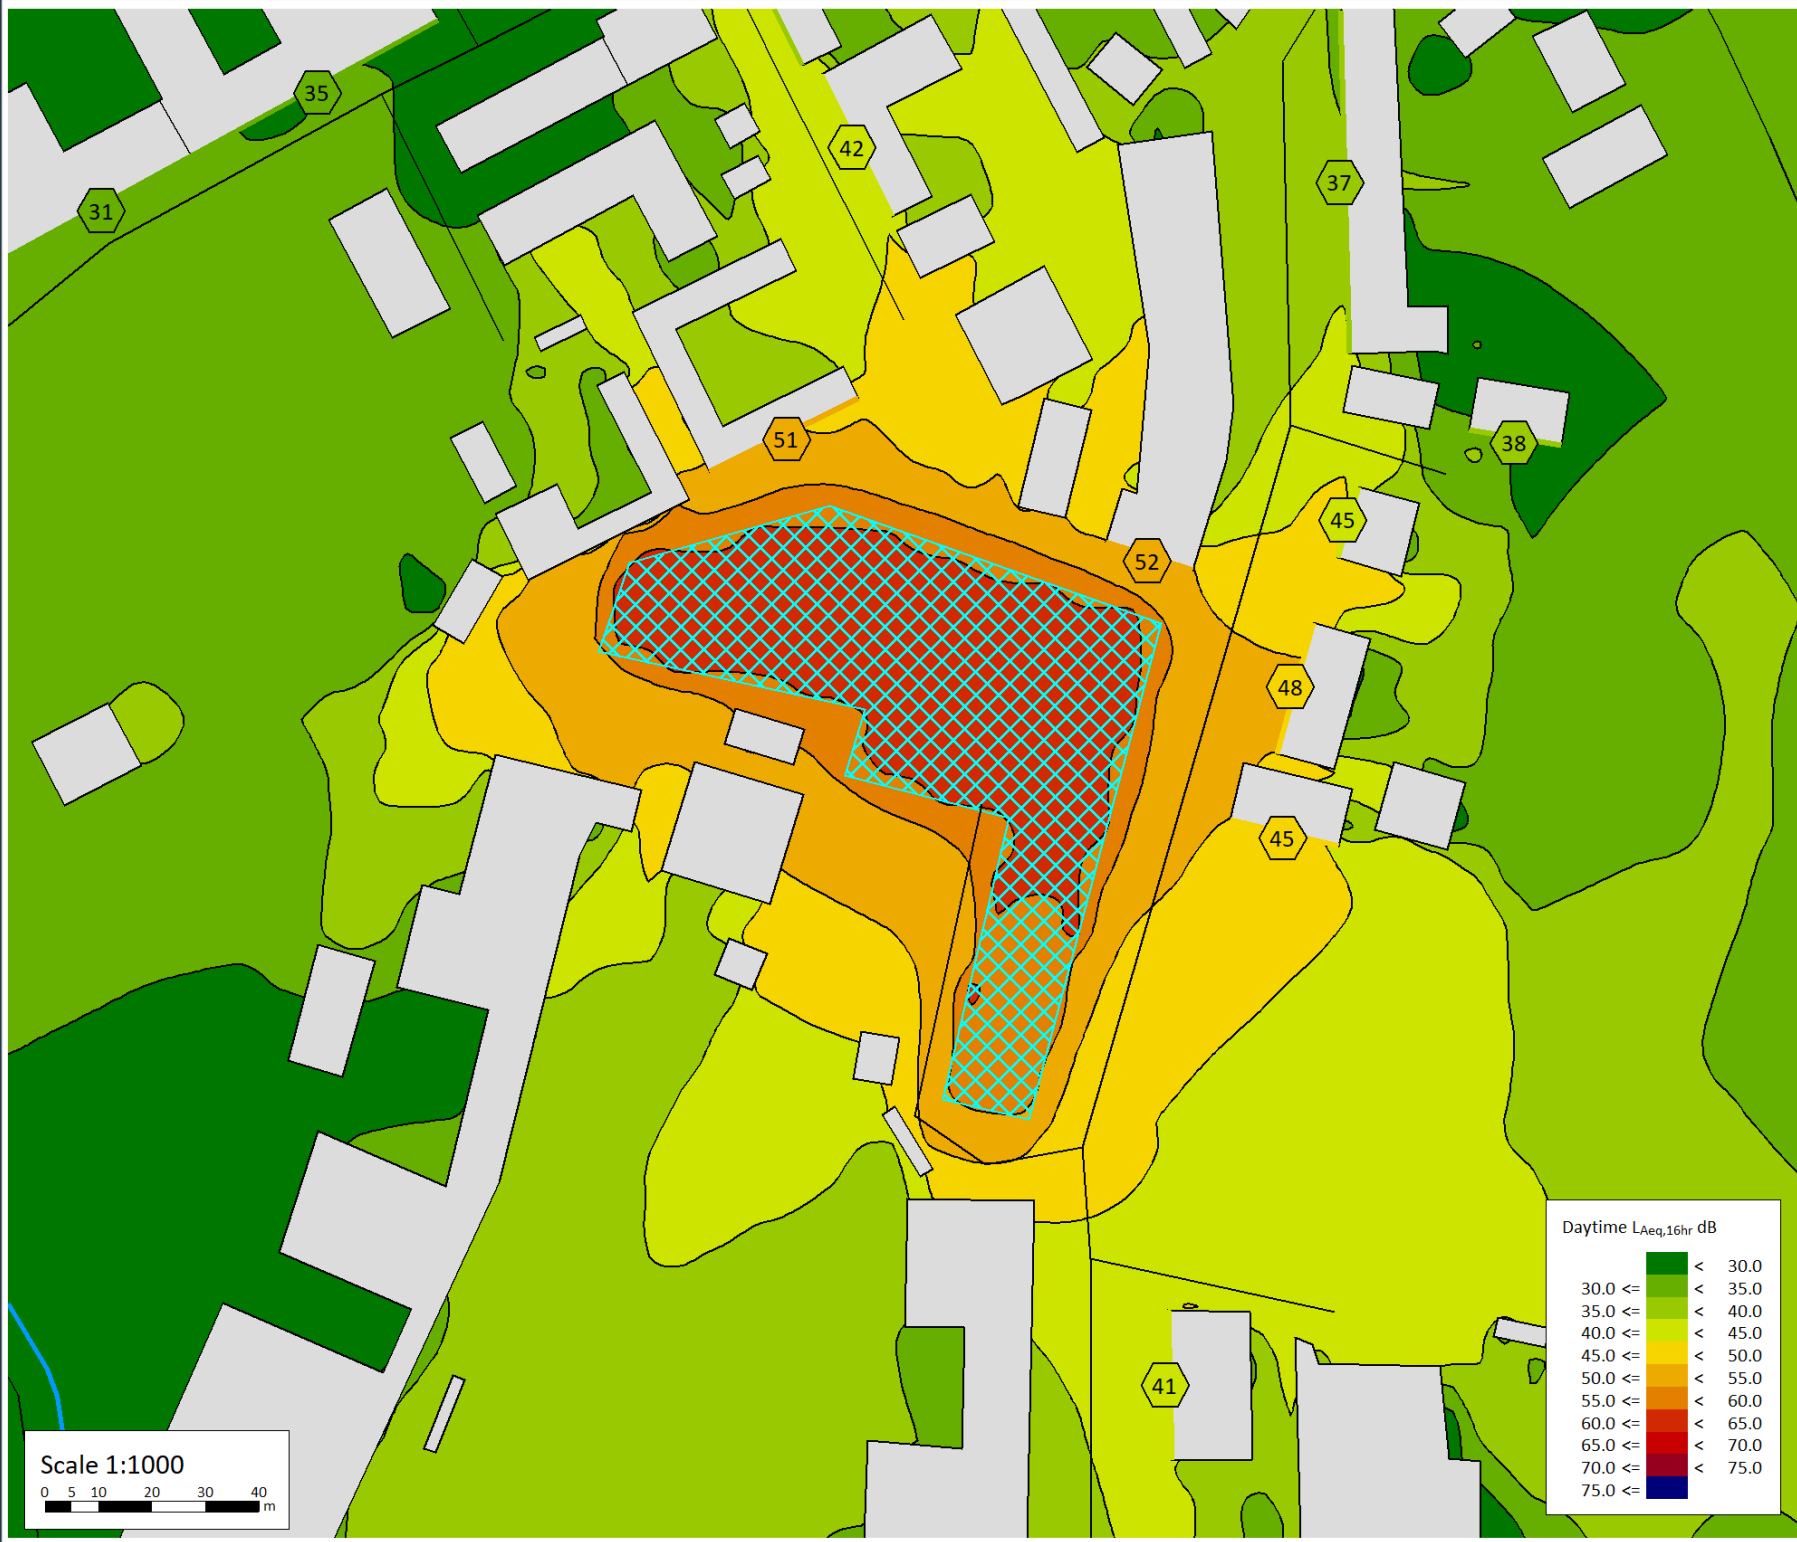 35
42
37
31
51
38
45
52
48
45
41
Daytime LAeq,16hr dB
< 30.0
30.0 <= < 35.0
35.0 <= < 40.0
40.0 <= < 45.0
45.0 <= < 50.0
50.0 <= < 55.0
55.0 <= < 60.0
60.0 <= < 65.0
65.0 <= < 70.0
70.0 <= < 75.0
75.0 <=
Scale 1:1000
0 5 10 20 30 40
m